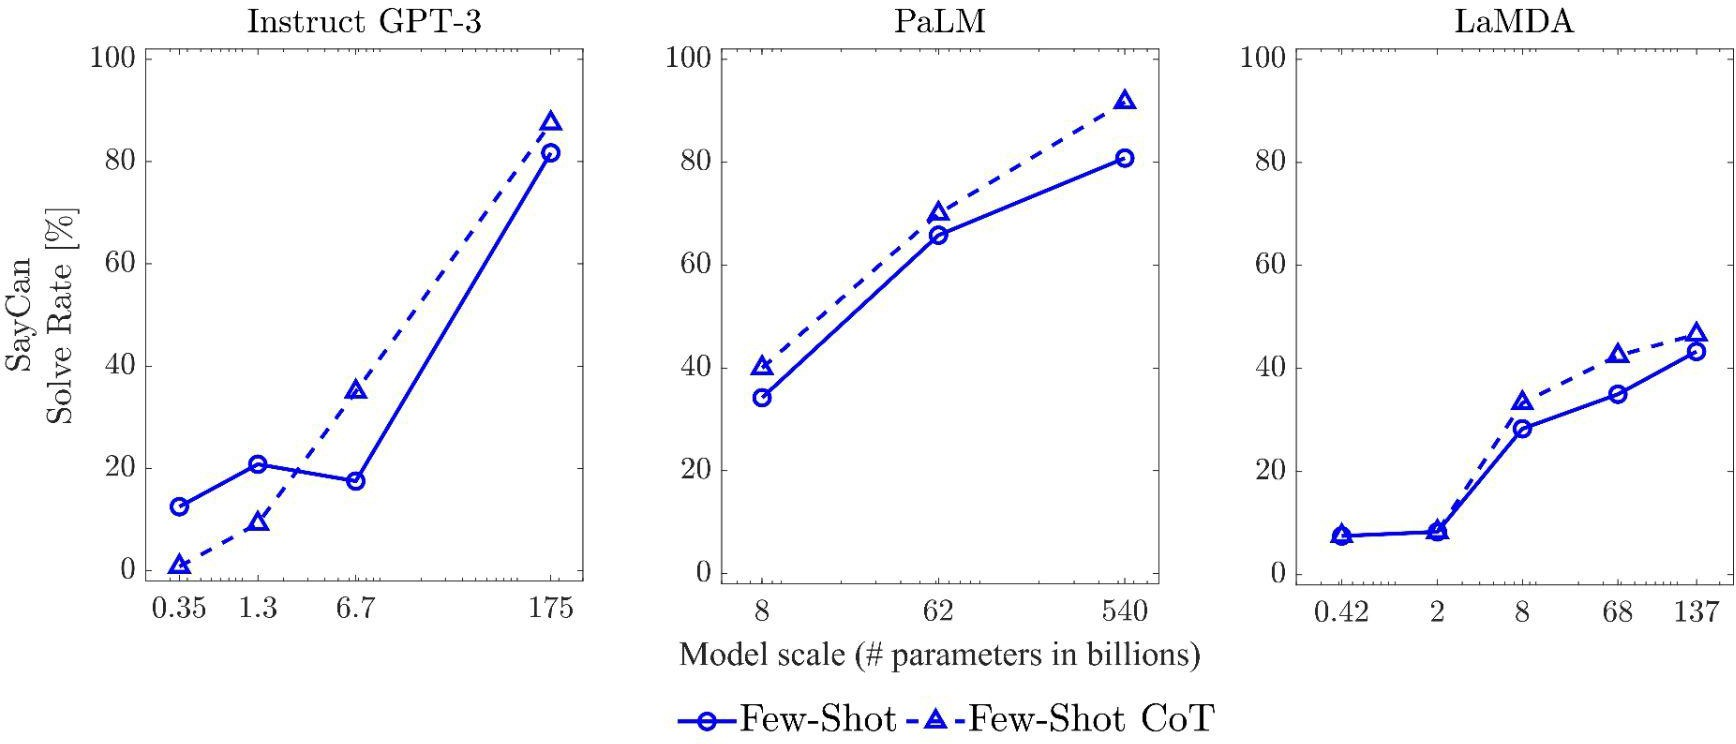 Instruct GPT-3
PaLM
LaMDA
SayCan
Solve Rate [%]
100
80
60
40
20
0
0.35 1.3 6.7 175
100
80
60
40
20
0
8 62 540
100
80
60
40
20
0
0.42 2 8 68 137
Model scale (# parameters in billions)
Few-Shot Few-Shot CoT